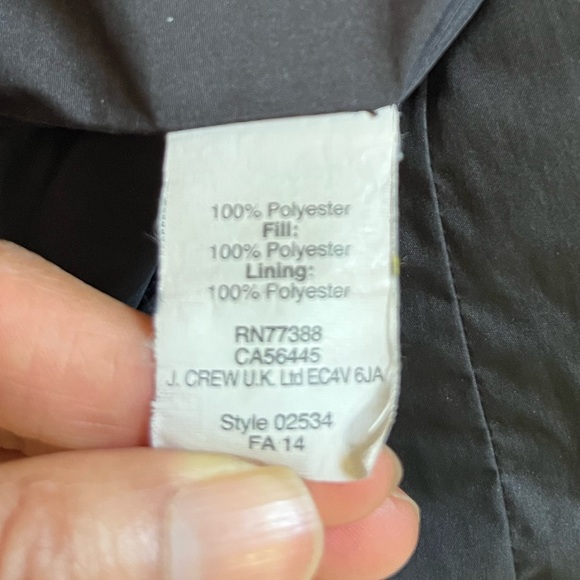 100% Polyester
Fill:
100% Polyester
Lining:
100% Polyester
RN77388
CA56445
J. CREW U.K. Ltd EC4V 6JA
Style 02534
FA 14